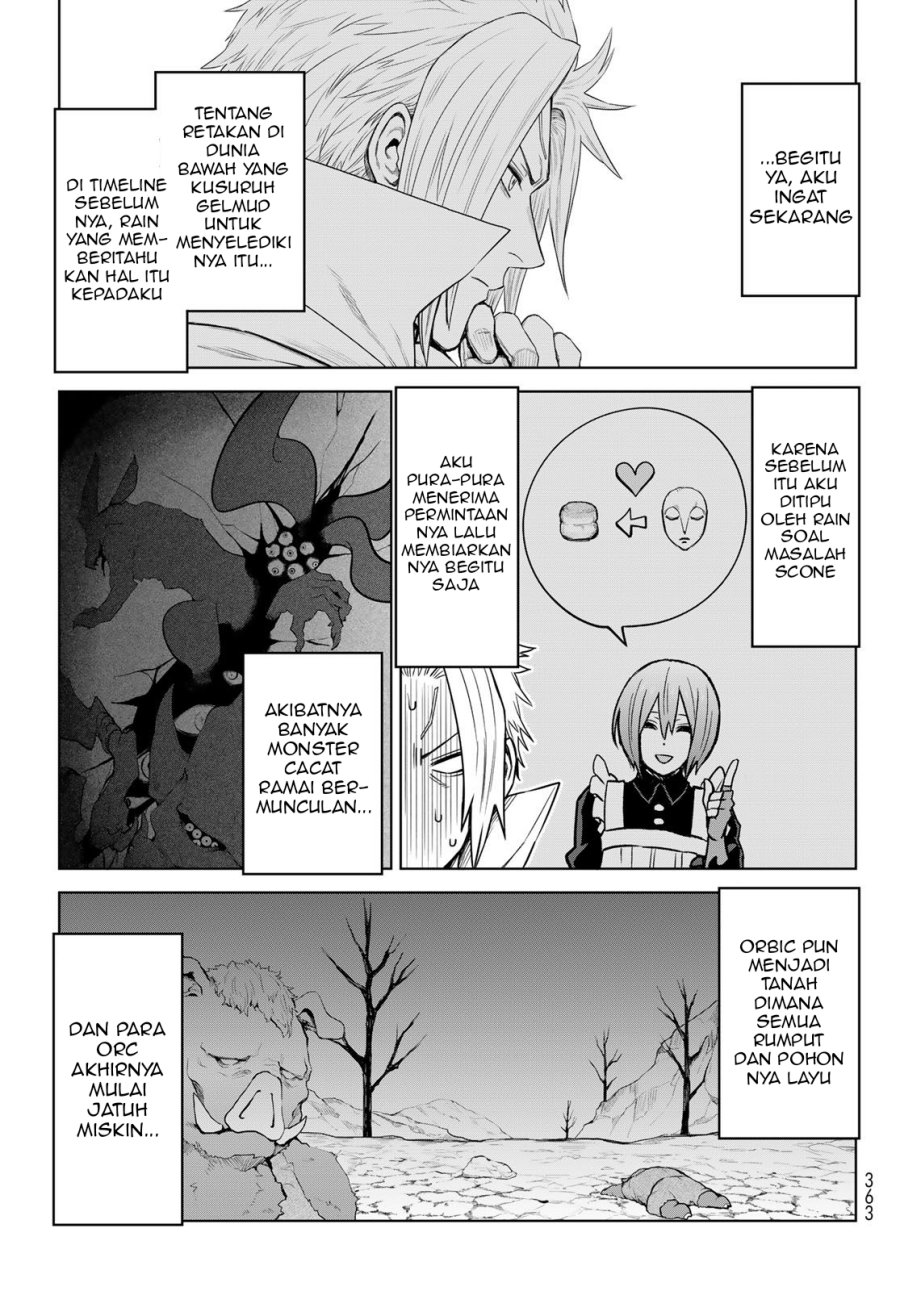 ...BEGITU
YA, AKU
INGAT
SEKARANG
TENTANG
RETAKAN DI
DUNIA
BAWAH YANG
KUSURUH
GELMUD
UNTUK
MENYELEDIKI
NYA ITU...
DI TIMELINE
SEBELUM
NYA, RAIN
YANG MEM-
BERITAHU
KAN HAL ITU
KEPADAKU
KARENA
SEBELUM
ITU AKU
DITIPU
OLEH RAIN
SOAL
MASALAH
SCONE
AKU
PURA-PURA
MENERIMA
PERMINTAAN
NYA LALU
MEMBIARKAN
NYA BEGITU
SAJA
AKIBATNYA
BANYAK
MONSTER
CACAT
RAMAI BER-
MUNCULAN...
ORBIC PUN
MENJADI
TANAH
DIMANA
SEMUA
RUMPUT
DAN POHON
NYA LAYU
DAN PARA
ORC
AKHIRNYA
MULAI
JATUH
MISKIN...
363